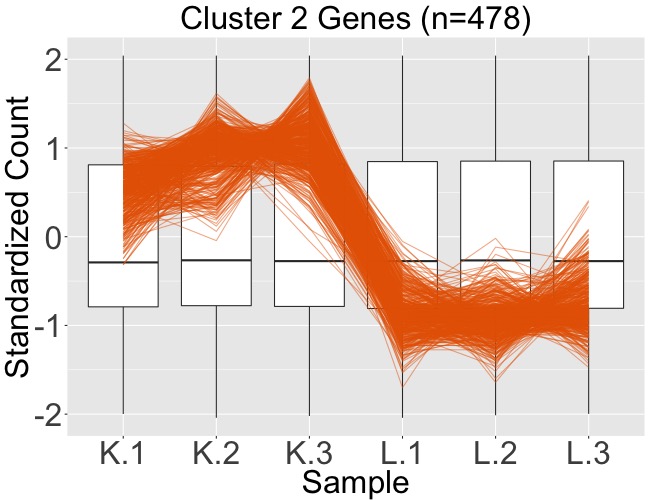 Cluster 2 Genes (n=478)
Standardized Count
2
1
0
-1
-2
K.1 K.2 K.3 L.1 L.2 L.3
Sample